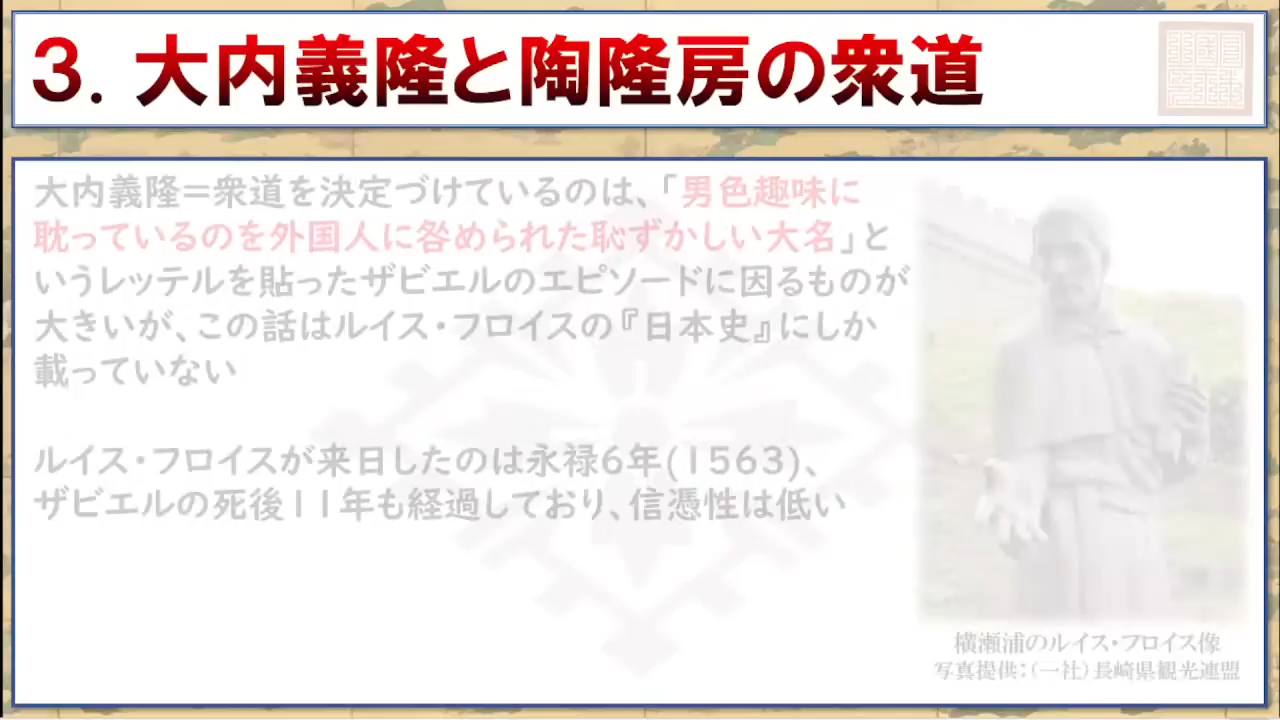 3. 大内義隆と陶隆房の衆道
大内義隆＝衆道を決定づけているのは、「男色趣味に
耽っているのを外国人に咎められた恥ずかしい大名」と
いうレッテルを貼ったザビエルのエピソードに因るものが
大きいが、この話はルイス・フロイスの『日本史』にしか
載っていない
ルイス・フロイスが来日したのは永禄6年(1563)、
ザビエルの死後11年も経過しており、信憑性は低い
横瀬浦のルイス・フロイス像
写真提供：（一社）長崎県観光連盟